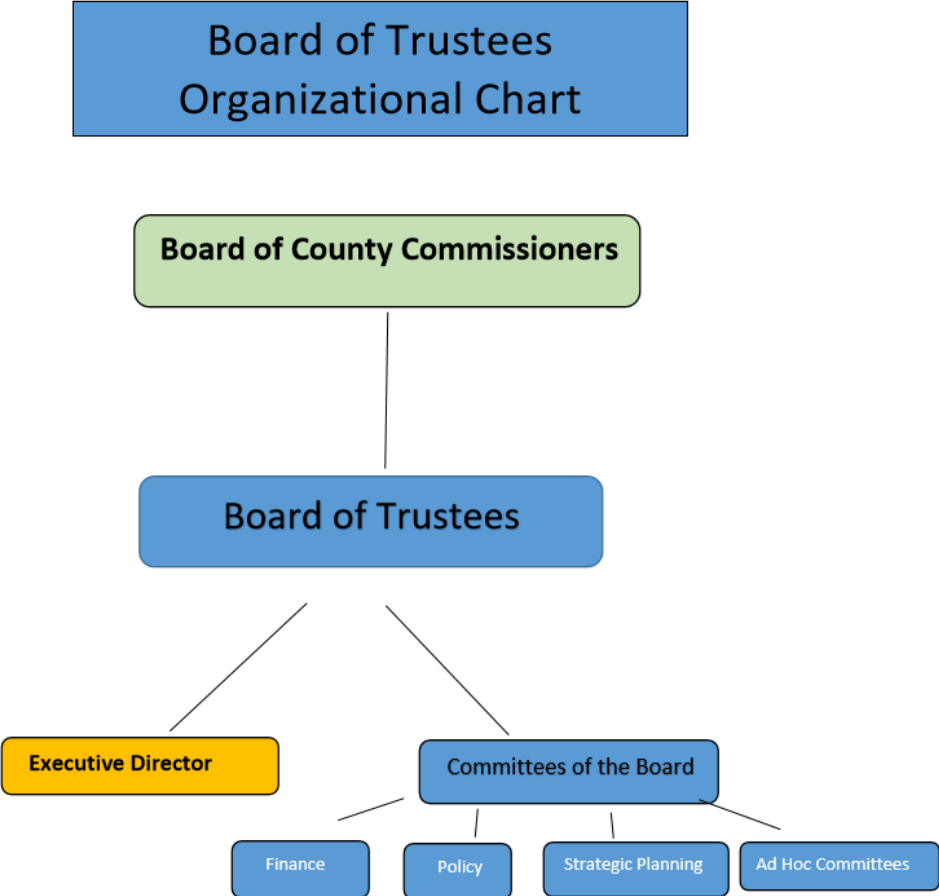 Board of Trustees
Organizational Chart
Board of County Commissioners
Board of Trustees
Executive Director
Committees of the Board
Finance
Policy
Strategic Planning
Ad Hoc Committees